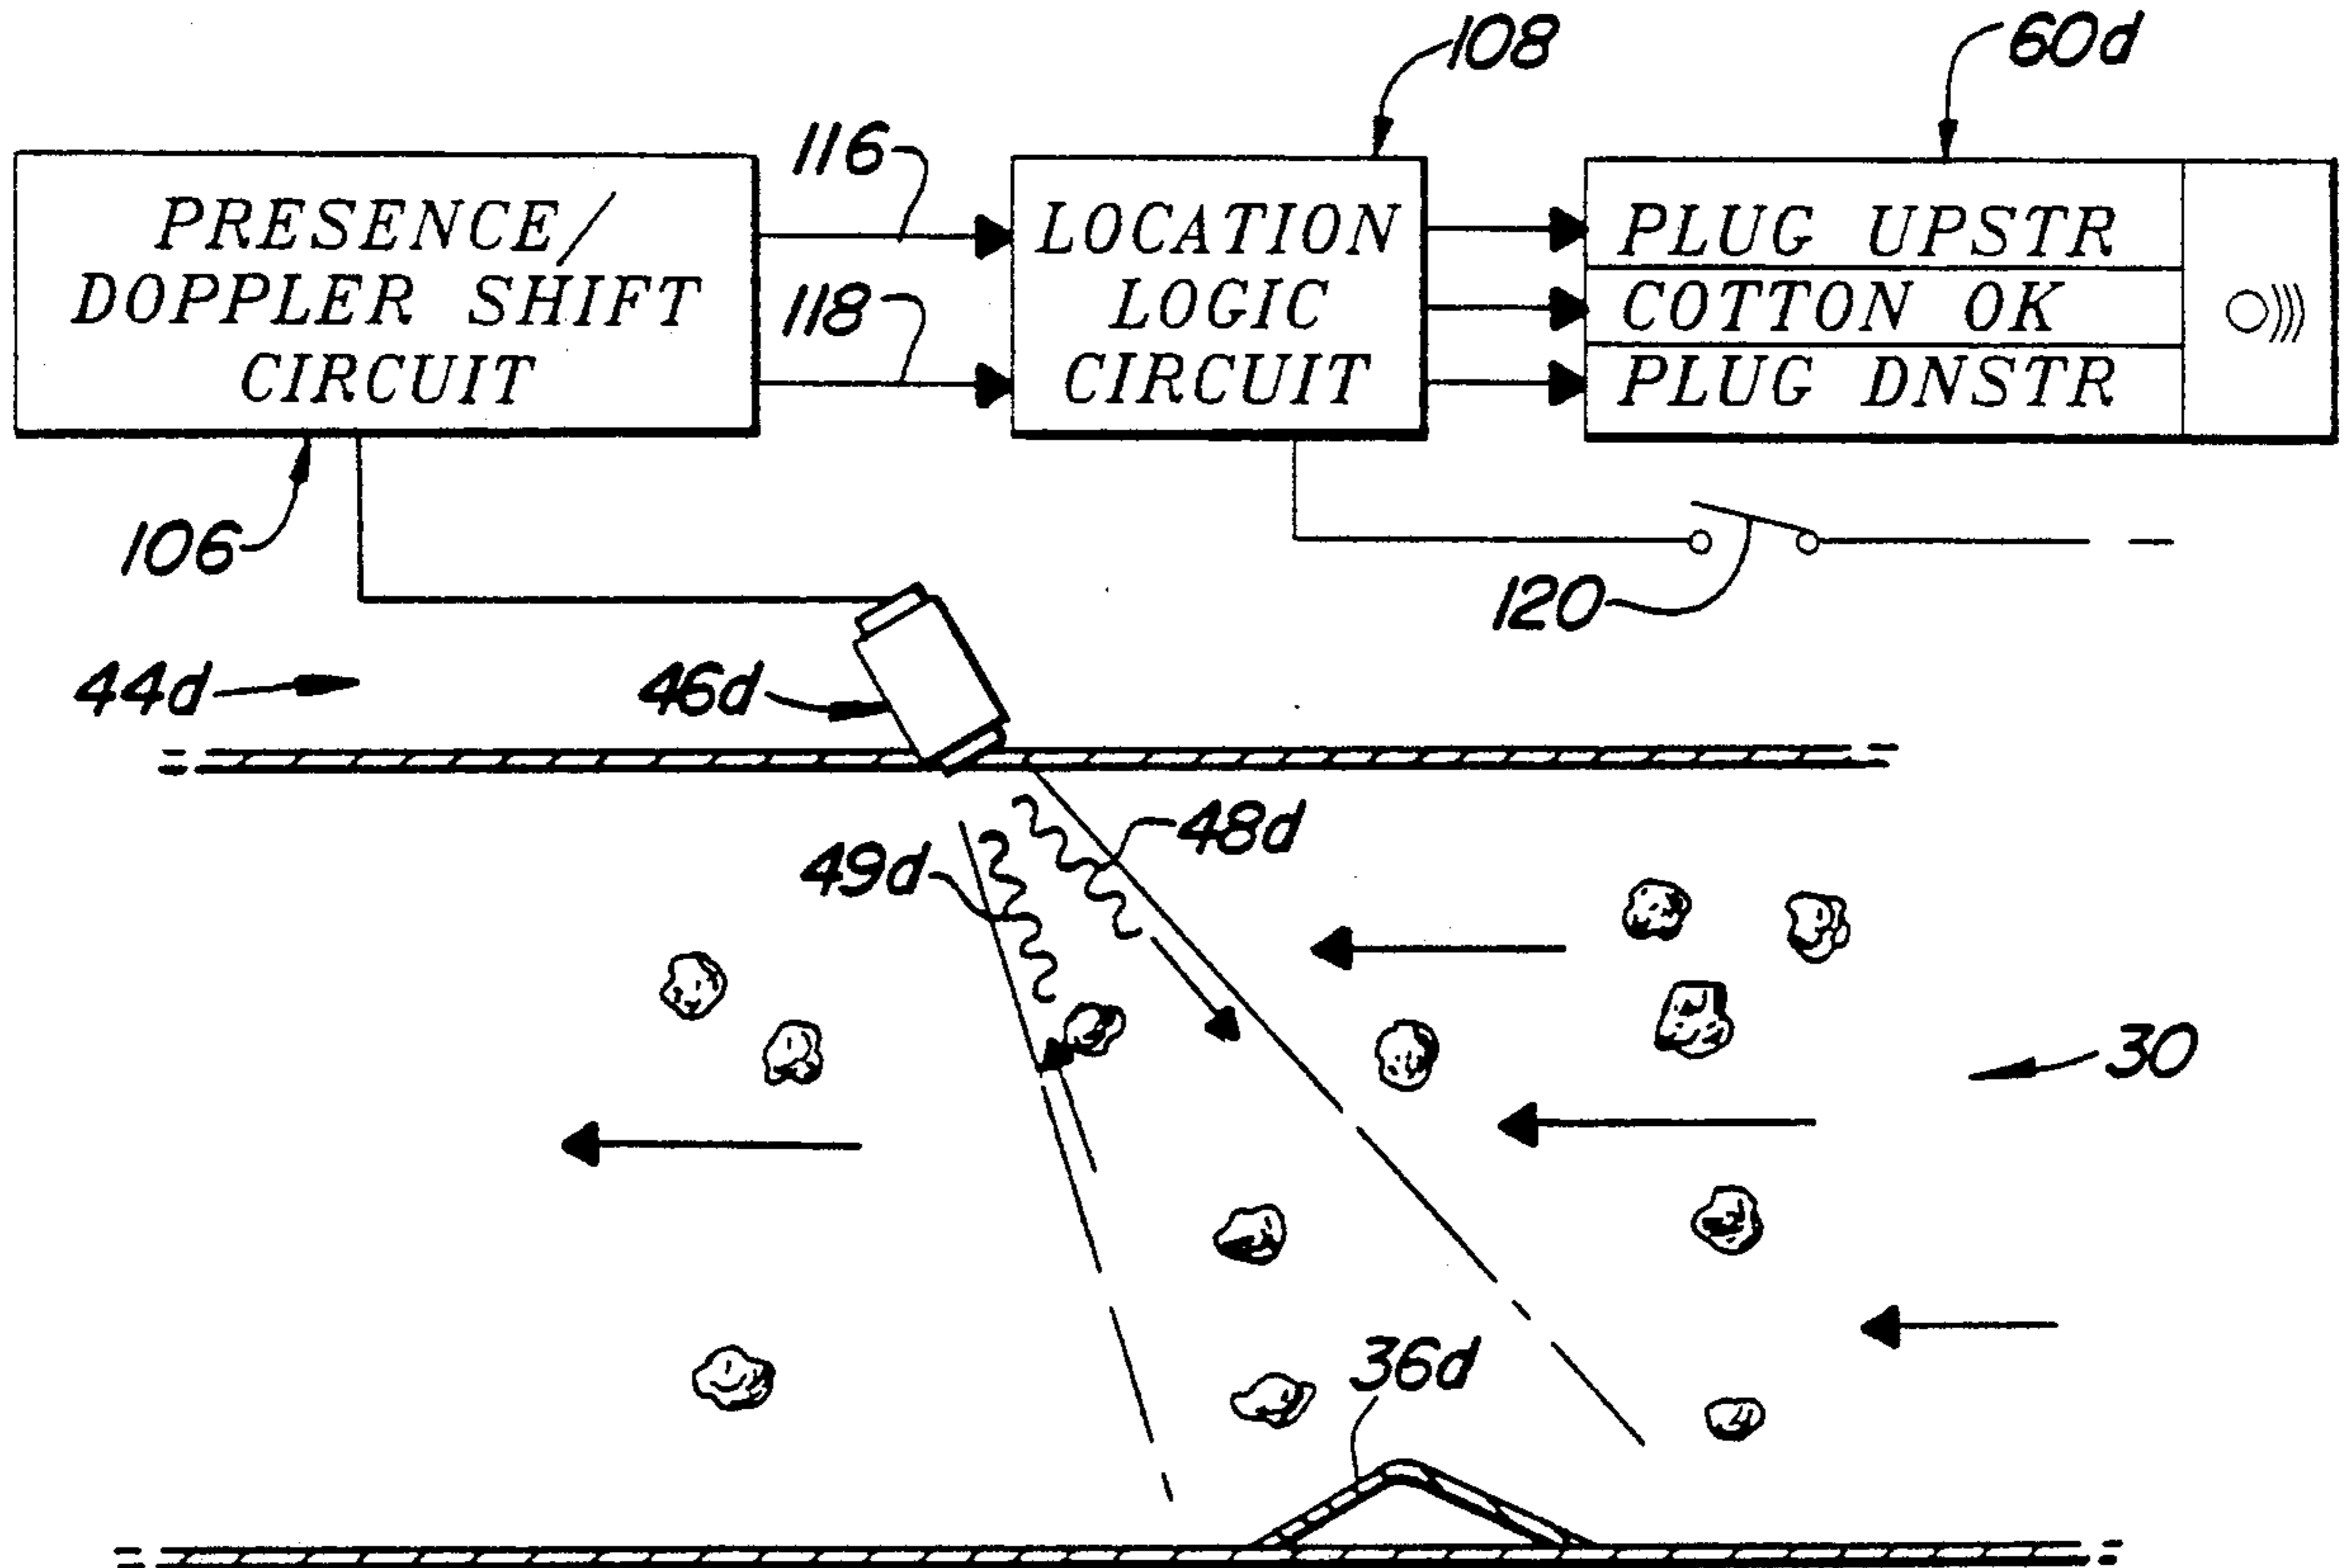 108
60d
116
PRESENCE/
DOPPLER SHIFT
CIRCUIT
118
LOCATION
LOGIC
CIRCUIT
PLUG UPSTR
COTTON OK
PLUG DNSTR
106
120
44d
46d
48d
49d
30
36d